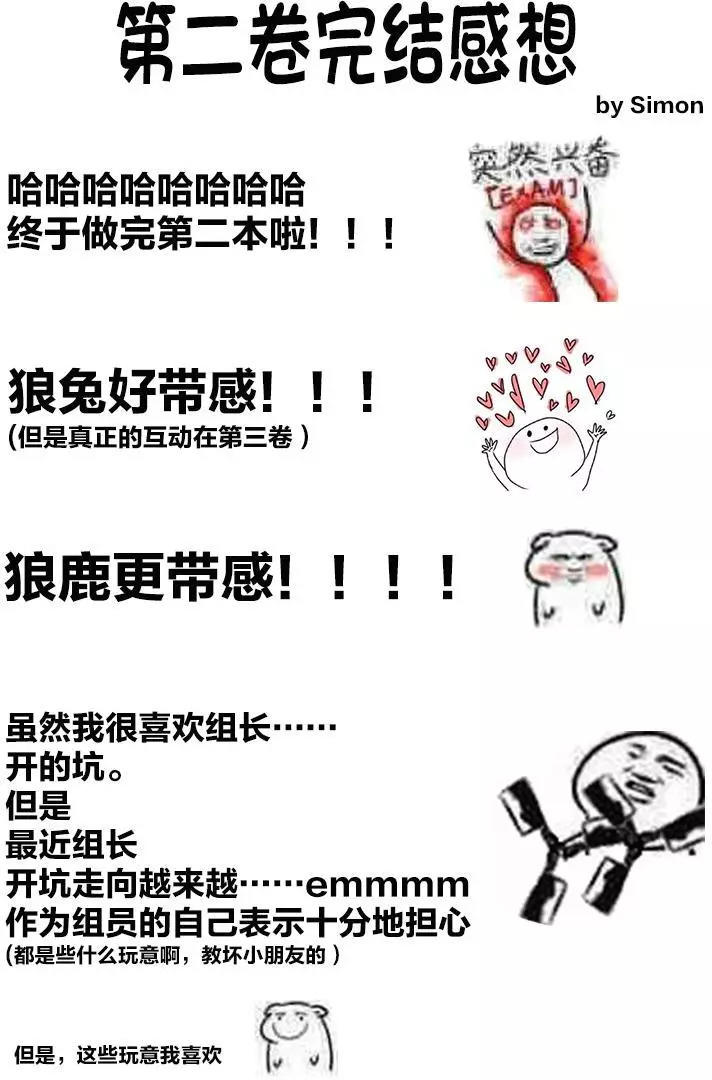 第二卷完结感想
by Simon
突然兴奋
[EXAM]
哈哈哈哈哈哈哈哈
终于做完第二本啦！！！
狼兔好带感！！！
(但是真正的互动在第三卷）
狼鹿更带感！！！！
虽然我很喜欢组长……
开的坑。
但是
最近组长
开坑走向越来越……emmmm
作为组员的自己表示十分地担心
(都是些什么玩意啊，教坏小朋友的）
但是，这些玩意我喜欢